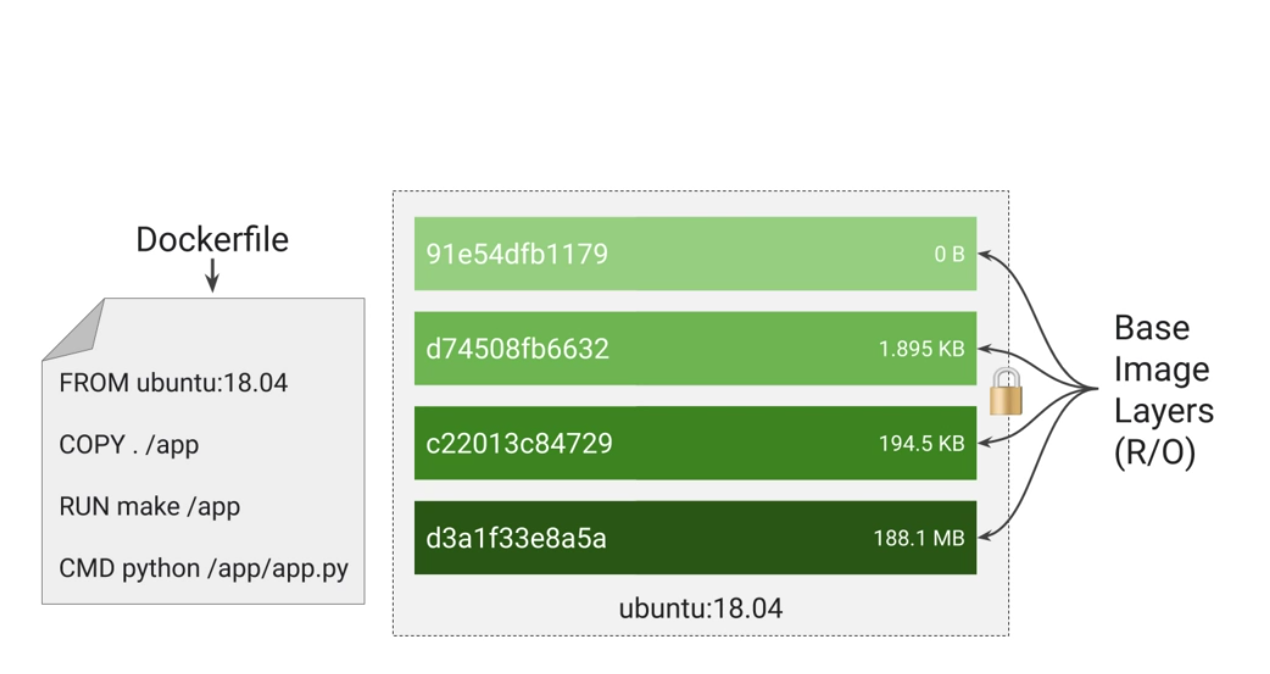 Dockerfile
FROM ubuntu:18.04
COPY . /app
RUN make /app
CMD python /app/app.py
91e54dfb1179 0 B
d74508fb6632 1.895 KB
c22013c84729 194.5 KB
d3a1f33e8a5a 188.1 MB
ubuntu:18.04
Base
Image
Layers
(R/O)